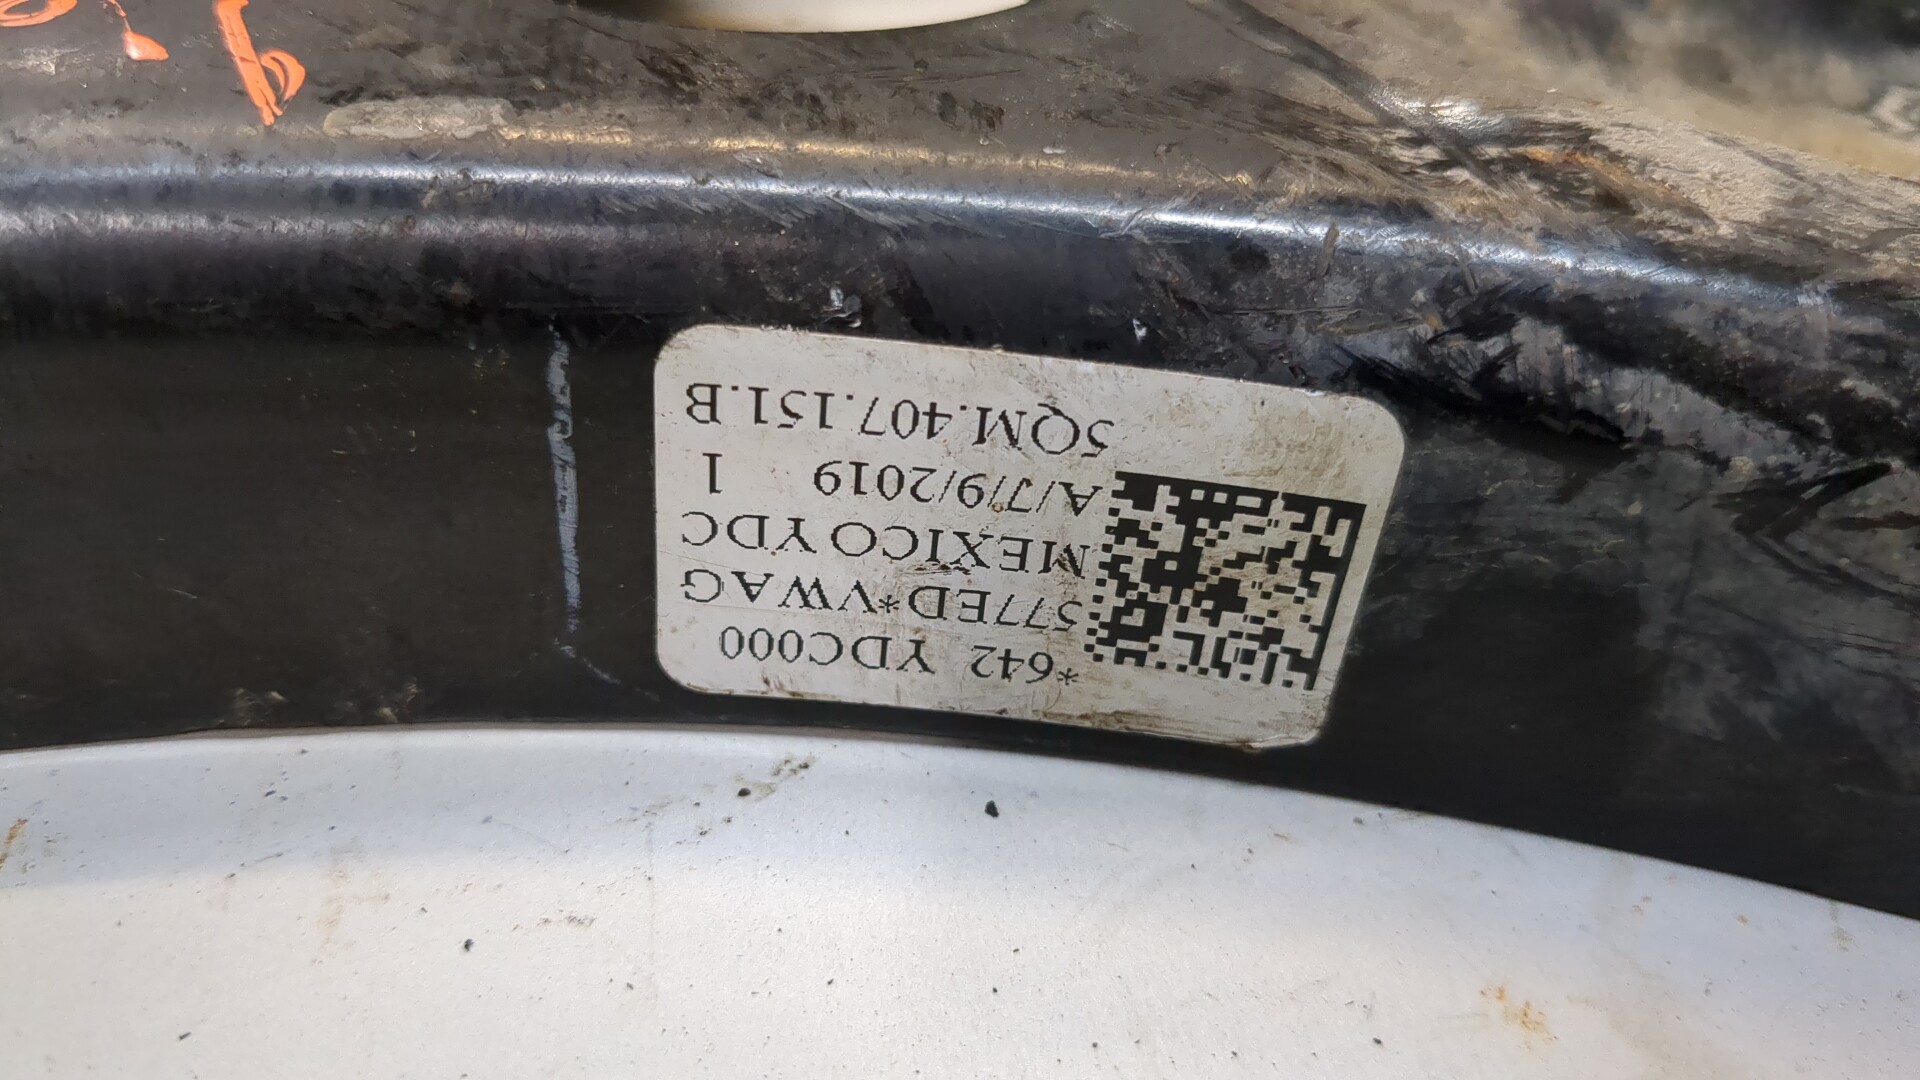 *642 YDC000
577ED*VWAG
MEXICO YDC
A/7/9/2019 1
5QM.407.151.B